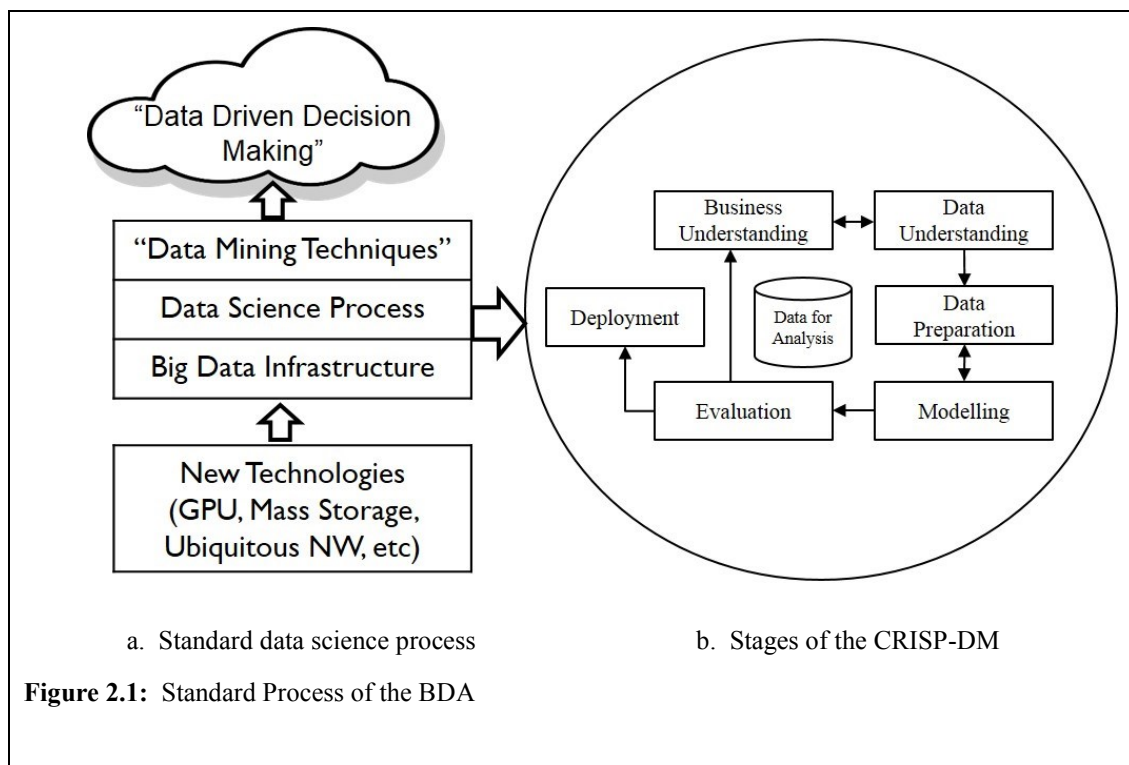 “Data Driven Decision
Making”
“Data Mining Techniques”
Data Science Process
Big Data Infrastructure
New Technologies
(GPU, Mass Storage,
Ubiquitous NW, etc)
Business
Understanding
Data
Understanding
Deployment
Data for
Analysis
Data
Preparation
Evaluation
Modelling
a. Standard data science process
b. Stages of the CRISP-DM
Figure 2.1: Standard Process of the BDA